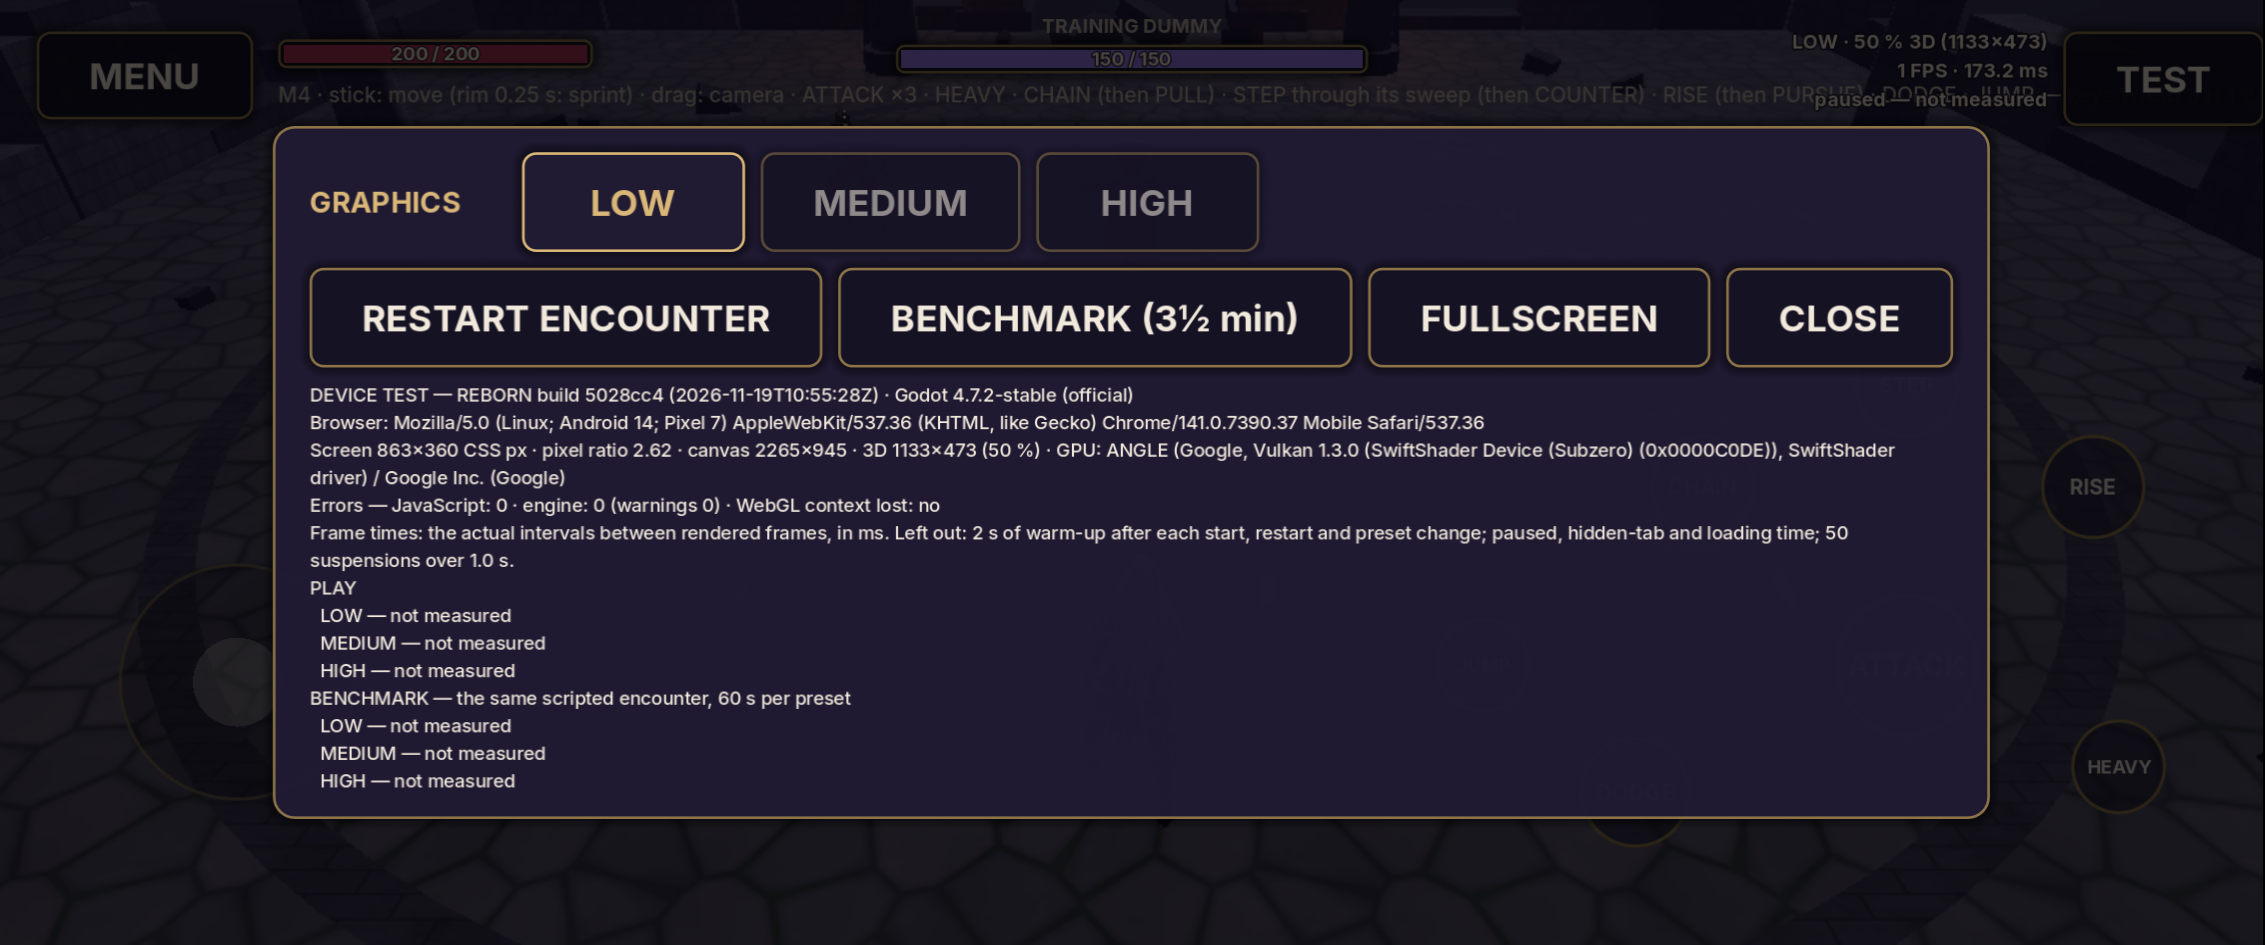 TRAINING DUMMY
MENU
200 / 200
150 / 150
LOW · 50 % 3D (1133×473)
1 FPS · 173.2 ms
paused — not measured
TEST
M4 · stick: move (rim 0.25 s: sprint) · drag: camera · ATTACK ×3 · HEAVY · CHAIN (then PULL) · STEP through its sweep (then COUNTER) · RISE (then PURSUE) · DODGE · JUMP —
GRAPHICS
LOW
MEDIUM
HIGH
RESTART ENCOUNTER
BENCHMARK (3½ min)
FULLSCREEN
CLOSE
DEVICE TEST — REBORN build 5028cc4 (2026-11-19T10:55:28Z) · Godot 4.7.2-stable (official)
Browser: Mozilla/5.0 (Linux; Android 14; Pixel 7) AppleWebKit/537.36 (KHTML, like Gecko) Chrome/141.0.7390.37 Mobile Safari/537.36
Screen 863×360 CSS px · pixel ratio 2.62 · canvas 2265×945 · 3D 1133×473 (50 %) · GPU: ANGLE (Google, Vulkan 1.3.0 (SwiftShader Device (Subzero) (0x0000C0DE)), SwiftShader
driver) / Google Inc. (Google)
Errors — JavaScript: 0 · engine: 0 (warnings 0) · WebGL context lost: no
Frame times: the actual intervals between rendered frames, in ms. Left out: 2 s of warm-up after each start, restart and preset change; paused, hidden-tab and loading time; 50
suspensions over 1.0 s.
PLAY
LOW — not measured
MEDIUM — not measured
HIGH — not measured
BENCHMARK — the same scripted encounter, 60 s per preset
LOW — not measured
MEDIUM — not measured
HIGH — not measured
STEP
CHAIN
RISE
JUMP
ATTACK
DODGE
HEAVY